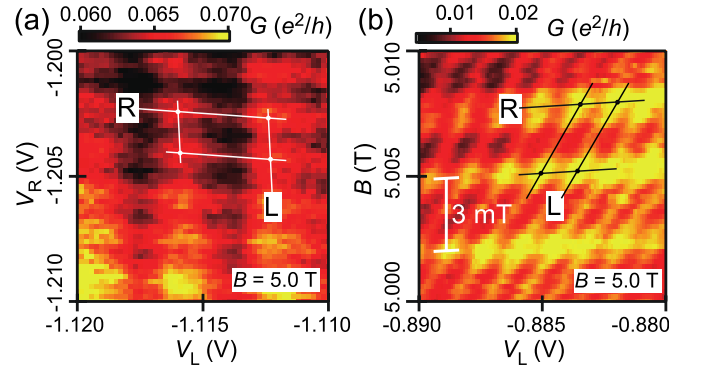 (a)
0.060 0.065 0.070 G (e²/h)
-1.200
-1.205
-1.210
V_R (V)
R
L
B = 5.0 T
-1.120 -1.115 -1.110
V_L (V)
(b)
0.01 0.02 G (e²/h)
5.010
5.005
5.000
B (T)
R
L
3 mT
B = 5.0 T
-0.890 -0.885 -0.880
V_L (V)